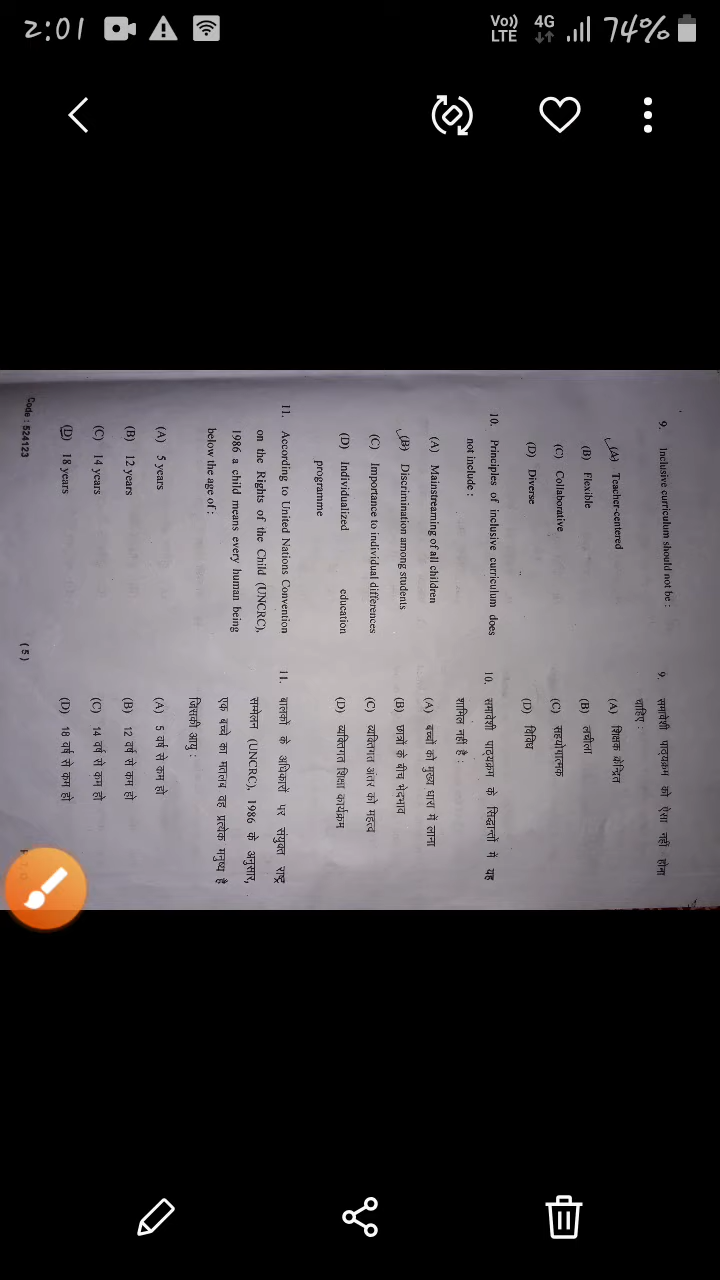 2:01
Vo)) LTE 4G 74%
9. Inclusive curriculum should not be :
(A) Teacher-centered
(B) Flexible
(C) Collaborative
(D) Diverse
10. Principles of inclusive curriculum does
not include :
(A) Mainstreaming of all children
(B) Discrimination among students
(C) Importance to individual differences
(D) Individualized education
programme
11. According to United Nations Convention
on the Rights of the Child (UNCRC),
1986 a child means every human being
below the age of :
(A) 5 years
(B) 12 years
(C) 14 years
(D) 18 years
Code : 524123
(5)
9. समावेशी पाठ्यक्रम को ऐसा नहीं होना
चाहिए :
(A) शिक्षक केन्द्रित
(B) लचीला
(C) सहयोगात्मक
(D) विविध
10. समावेशी पाठ्यक्रम के सिद्धान्तों में यह
शामिल नहीं है :
(A) बच्चों को मुख्य धारा में लाना
(B) छात्रों के बीच भेदभाव
(C) व्यक्तिगत अंतर को महत्व
(D) व्यक्तिगत शिक्षा कार्यक्रम
11. बालकों के अधिकारों पर संयुक्त राष्ट्र
सम्मेलन (UNCRC), 1986 के अनुसार,
एक बच्चे का मतलब वह प्रत्येक मनुष्य है
जिसकी आयु :
(A) 5 वर्ष से कम हो
(B) 12 वर्ष से कम हो
(C) 14 वर्ष से कम हो
(D) 18 वर्ष से कम हो